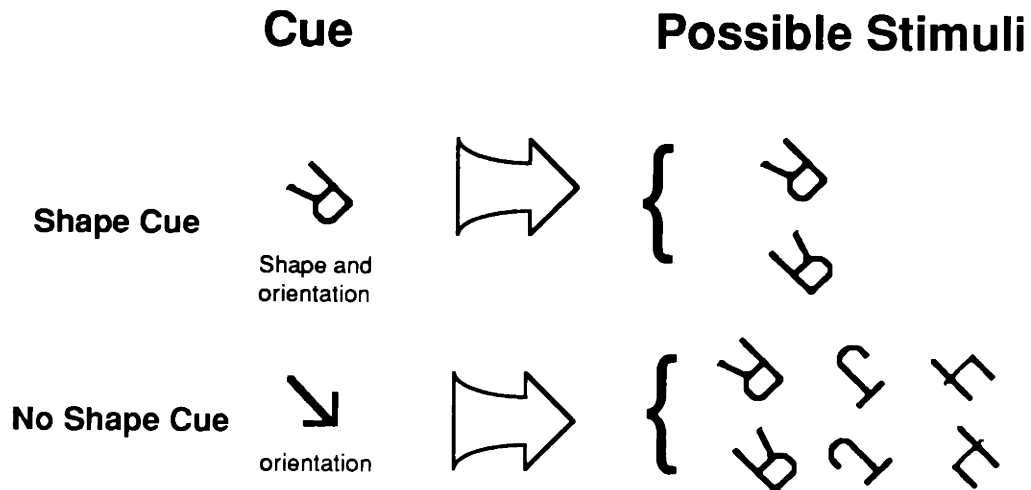 Cue
Possible Stimuli
Shape Cue
Shape and
orientation
No Shape Cue
orientation
R
R
R
R
J
J